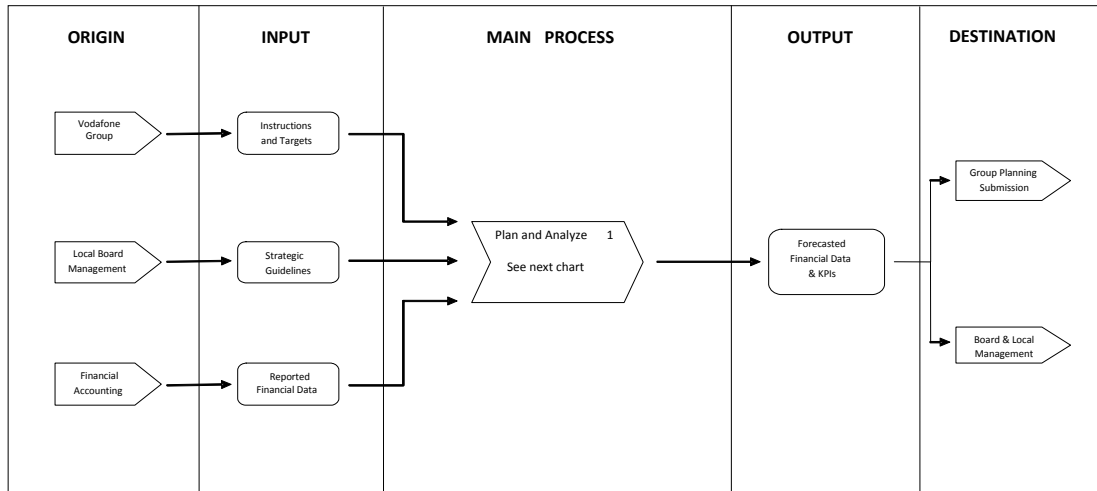 ORIGIN
INPUT
MAIN PROCESS
OUTPUT
DESTINATION
Vodafone
Group
Instructions
and Targets
Group Planning
Submission
Local Board
Management
Strategic
Guidelines
Plan and Analyze 1
See next chart
Forecasted
Financial Data
& KPIs
Board & Local
Management
Financial
Accounting
Reported
Financial Data